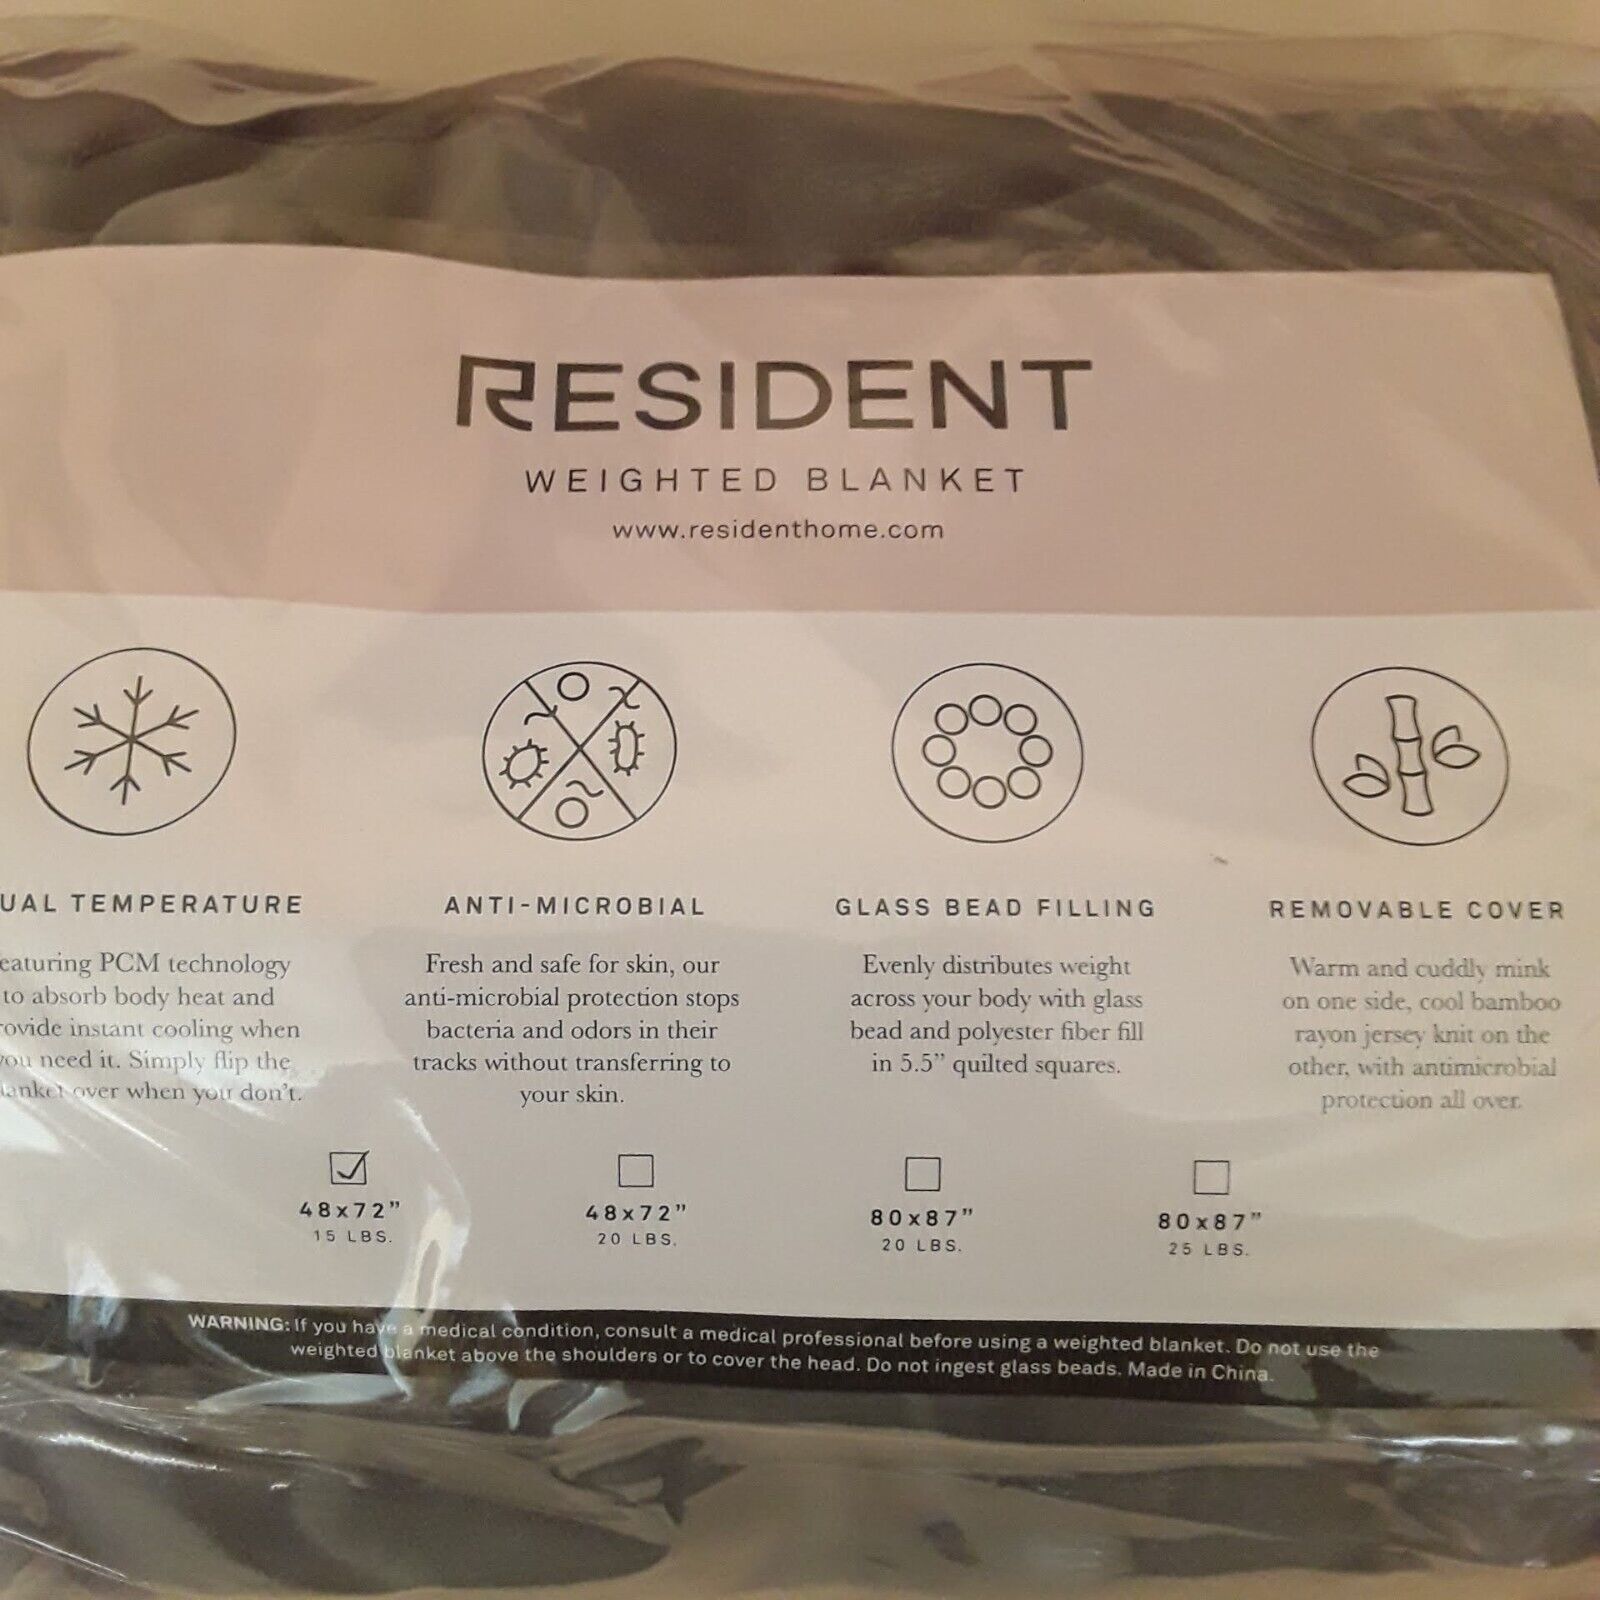 RESIDENT
WEIGHTED BLANKET
www.residenthome.com
UAL TEMPERATURE
eaturing PCM technology
to absorb body heat and
ovide instant cooling when
you need it. Simply flip the
lanket over when you don't.
ANTI-MICROBIAL
Fresh and safe for skin, our
anti-microbial protection stops
bacteria and odors in their
tracks without transferring to
your skin.
GLASS BEAD FILLING
Evenly distributes weight
across your body with glass
bead and polyester fiber fill
in 5.5” quilted squares.
REMOVABLE COVER
Warm and cuddly mink
on one side, cool bamboo
rayon jersey knit on the
other, with antimicrobial
protection all over.
48x72”
15 LBS.
48x72”
20 LBS.
80x87”
20 LBS.
80x87”
25 LBS.
WARNING: If you have a medical condition, consult a medical professional before using a weighted blanket. Do not use the
weighted blanket above the shoulders or to cover the head. Do not ingest glass beads. Made in China.